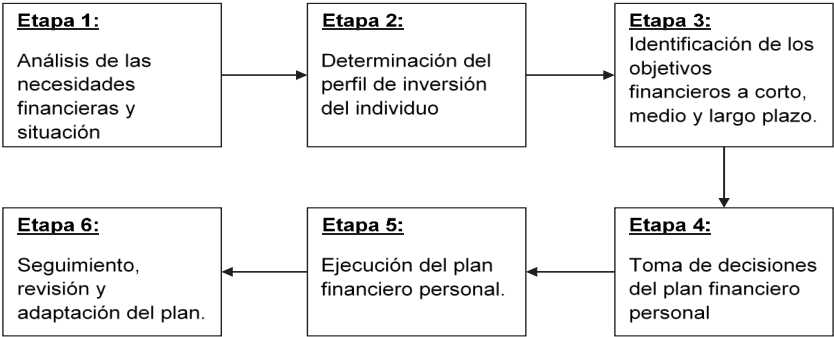 Etapa 1:
Análisis de las
necesidades
financieras y
situación
Etapa 2:
Determinación del
perfil de inversión
del individuo
Etapa 3:
Identificación de los
objetivos
financieros a corto,
medio y largo plazo.
Etapa 4:
Toma de decisiones
del plan financiero
personal
Etapa 5:
Ejecución del plan
financiero personal.
Etapa 6:
Seguimiento,
revisión y
adaptación del plan.